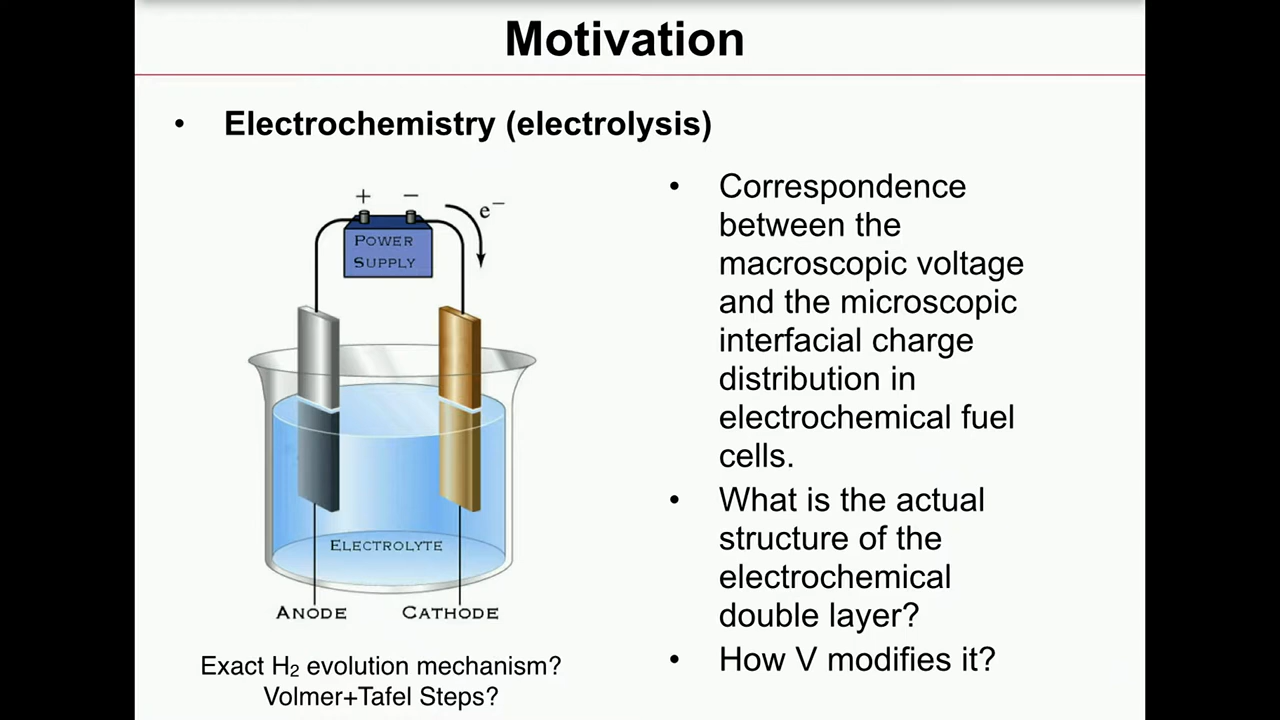 Motivation
• Electrochemistry (electrolysis)
+ −
e⁻
POWER
SUPPLY
ELECTROLYTE
ANODE CATHODE
Exact H₂ evolution mechanism?
Volmer+Tafel Steps?
• Correspondence
between the
macroscopic voltage
and the microscopic
interfacial charge
distribution in
electrochemical fuel
cells.
• What is the actual
structure of the
electrochemical
double layer?
• How V modifies it?